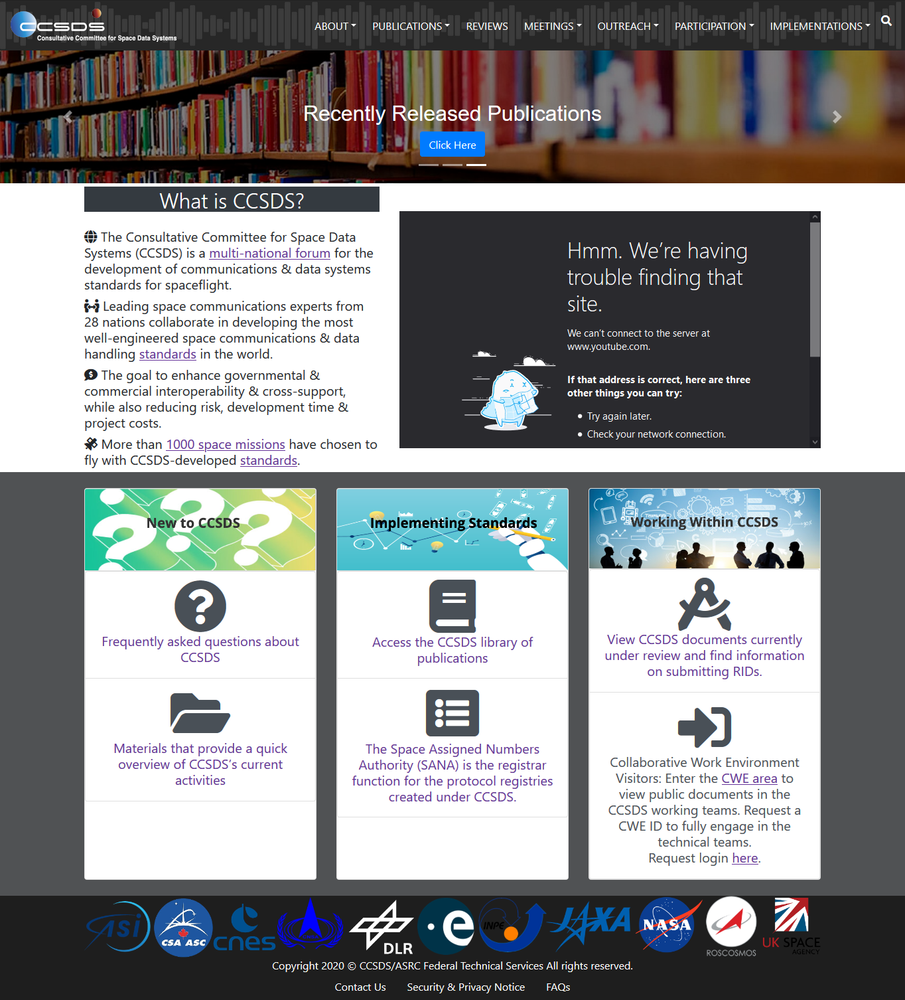 CCSDS
Consultative Committee for Space Data Systems
ABOUT
PUBLICATIONS
REVIEWS
MEETINGS
OUTREACH
PARTICIPATION
IMPLEMENTATIONS
Recently Released Publications
Click Here
What is CCSDS?
The Consultative Committee for Space Data
Systems (CCSDS) is a multi-national forum for the
development of communications & data systems
standards for spaceflight.
Leading space communications experts from
28 nations collaborate in developing the most
well-engineered space communications & data
handling standards in the world.
The goal to enhance governmental &
commercial interoperability & cross-support,
while also reducing risk, development time &
project costs.
More than 1000 space missions have chosen to
fly with CCSDS-developed standards.
Hmm. We’re having
trouble finding that
site.
We can’t connect to the server at
www.youtube.com.
If that address is correct, here are three
other things you can try:
Try again later.
Check your network connection.
New to CCSDS
Frequently asked questions about
CCSDS
Materials that provide a quick
overview of CCSDS’s current
activities
Implementing Standards
Access the CCSDS library of
publications
The Space Assigned Numbers
Authority (SANA) is the registrar
function for the protocol registries
created under CCSDS.
Working Within CCSDS
View CCSDS documents currently
under review and find information
on submitting RIDs.
Collaborative Work Environment
Visitors: Enter the CWE area to
view public documents in the
CCSDS working teams. Request a
CWE ID to fully engage in the
technical teams.
Request login here.
asi
CSA ASC
cnes
DLR
e
INPE
JAXA
NASA
ROSCOSMOS
UK SPACE
AGENCY
Copyright 2020 © CCSDS/ASRC Federal Technical Services All rights reserved.
Contact Us
Security & Privacy Notice
FAQs